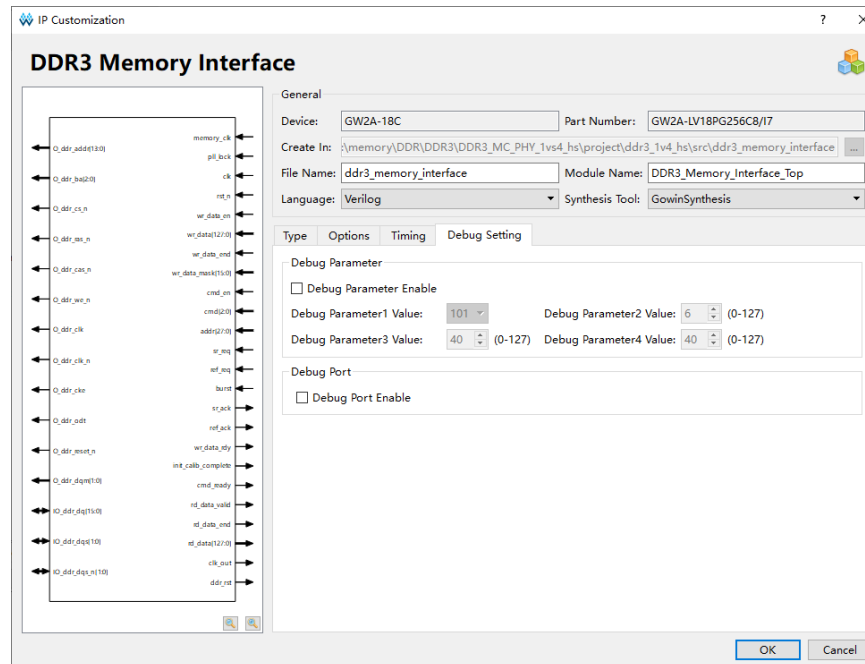 IP Customization
DDR3 Memory Interface
O_ddr_addr(13:0)
O_ddr_ba(2:0)
O_ddr_cs_n
O_ddr_ras_n
O_ddr_cas_n
O_ddr_we_n
O_ddr_clk
O_ddr_clk_n
O_ddr_cke
O_ddr_odt
O_ddr_reset_n
O_ddr_dqm(1:0)
IO_ddr_dq(15:0)
IO_ddr_dqs(1:0)
IO_ddr_dqs_n(1:0)
memory_clk
pll_lock
clk
rst_n
wr_data_en
wr_data(127:0)
wr_data_end
wr_data_mask(15:0)
cmd_en
cmd(2:0)
addr(27:0)
sr_req
ref_req
burst
sr_ack
ref_ack
wr_data_rdy
init_calib_complete
cmd_ready
rd_data_valid
rd_data_end
rd_data(127:0)
clk_out
ddr_rst
General
Device: GW2A-18C Part Number: GW2A-LV18PG256C8/I7
Create In: :\memory\DDR\DDR3\DDR3_MC_PHY_1vs4_hs\project\ddr3_1v4_hs\src\ddr3_memory_interface ...
File Name: ddr3_memory_interface Module Name: DDR3_Memory_Interface_Top
Language: Verilog Synthesis Tool: GowinSynthesis
Type Options Timing Debug Setting
Debug Parameter
Debug Parameter Enable
Debug Parameter1 Value: 101 Debug Parameter2 Value: 6 (0-127)
Debug Parameter3 Value: 40 (0-127) Debug Parameter4 Value: 40 (0-127)
Debug Port
Debug Port Enable
OK Cancel